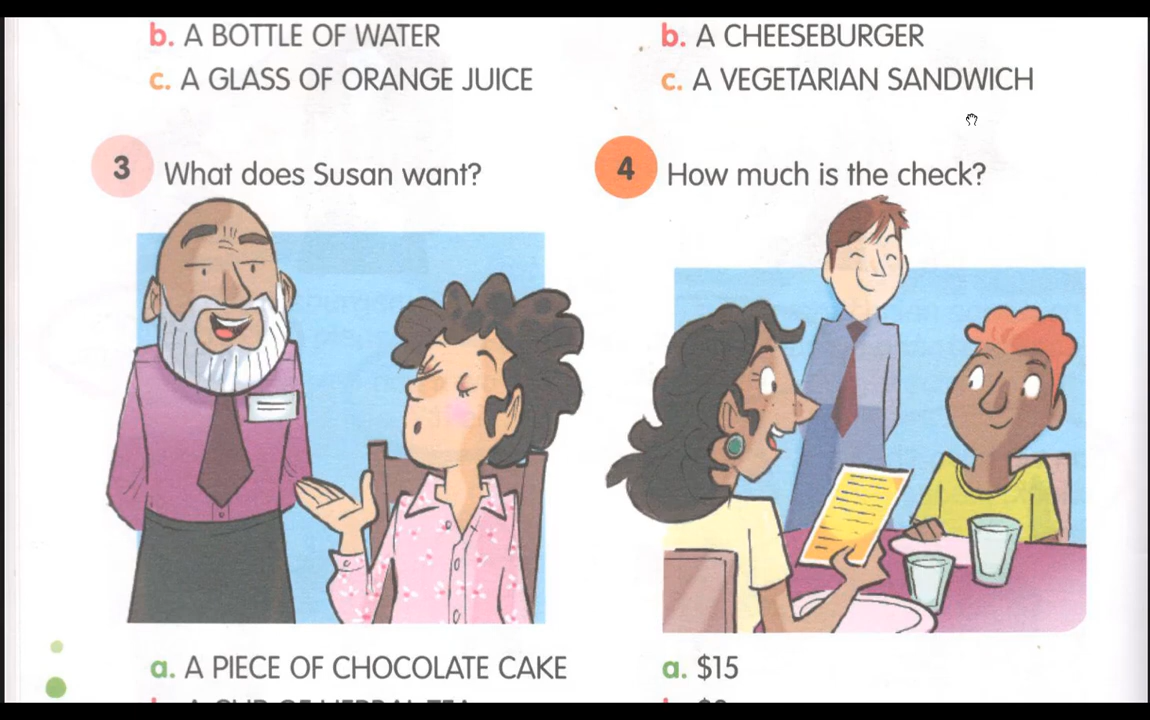 b. A BOTTLE OF WATER
c. A GLASS OF ORANGE JUICE
b. A CHEESEBURGER
c. A VEGETARIAN SANDWICH
3 What does Susan want?
a. A PIECE OF CHOCOLATE CAKE
4 How much is the check?
a. $15